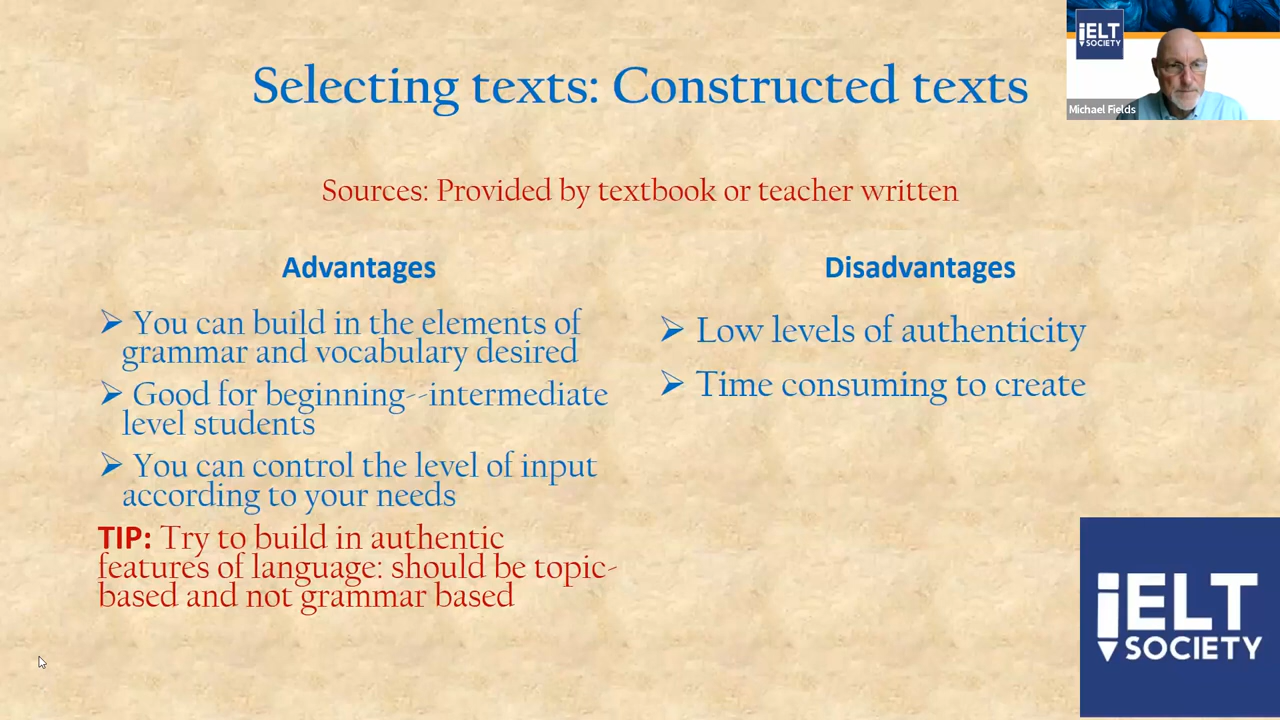 Selecting texts: Constructed texts
iELT
SOCIETY
Michael Fields
Sources: Provided by textbook or teacher written
Advantages
➢ You can build in the elements of
grammar and vocabulary desired
➢ Good for beginning--intermediate
level students
➢ You can control the level of input
according to your needs
TIP: Try to build in authentic
features of language: should be topic-
based and not grammar based
Disadvantages
➢ Low levels of authenticity
➢ Time consuming to create
iELT
SOCIETY